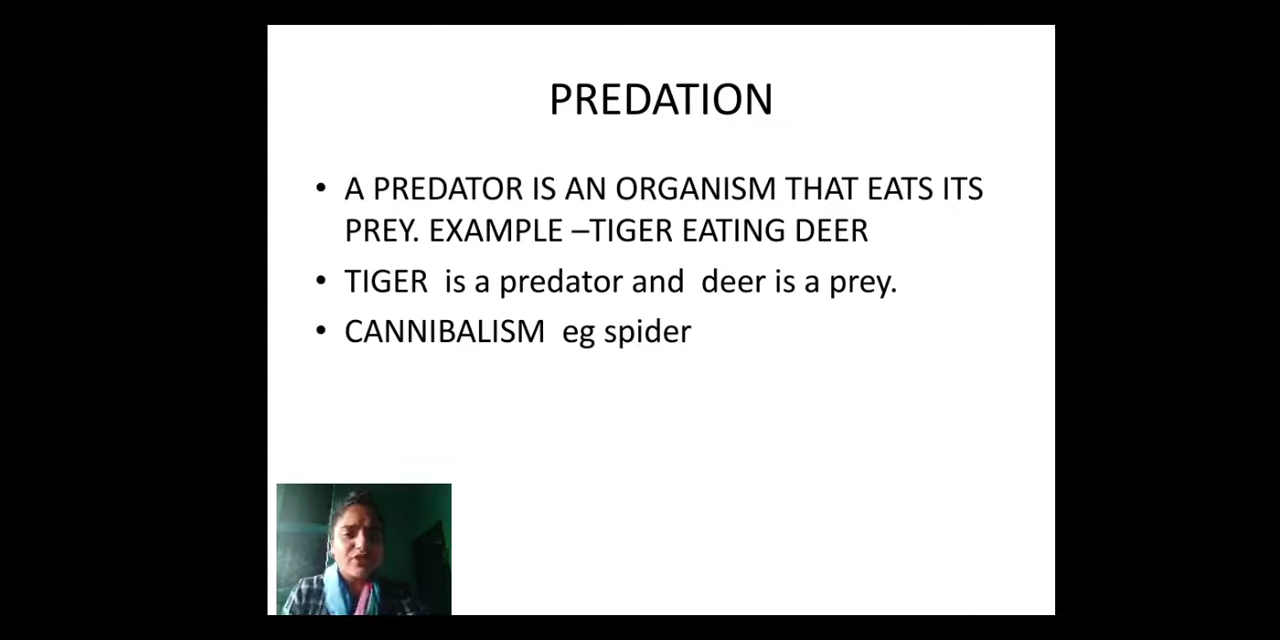 PREDATION
• A PREDATOR IS AN ORGANISM THAT EATS ITS
PREY. EXAMPLE –TIGER EATING DEER
• TIGER is a predator and deer is a prey.
• CANNIBALISM eg spider